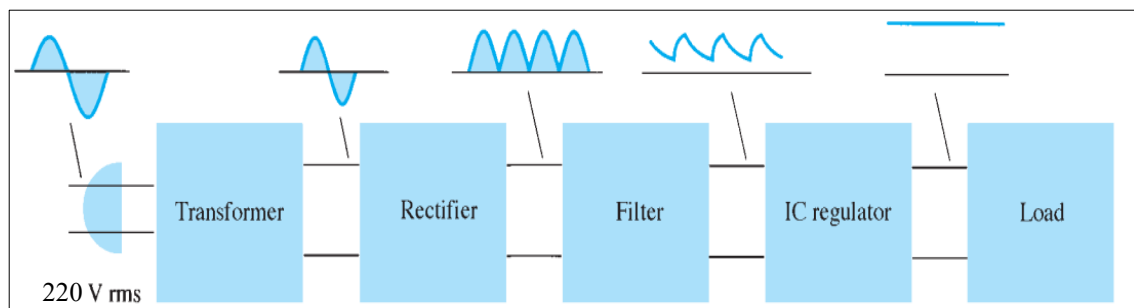 Transformer
Rectifier
Filter
IC regulator
Load
220 V rms